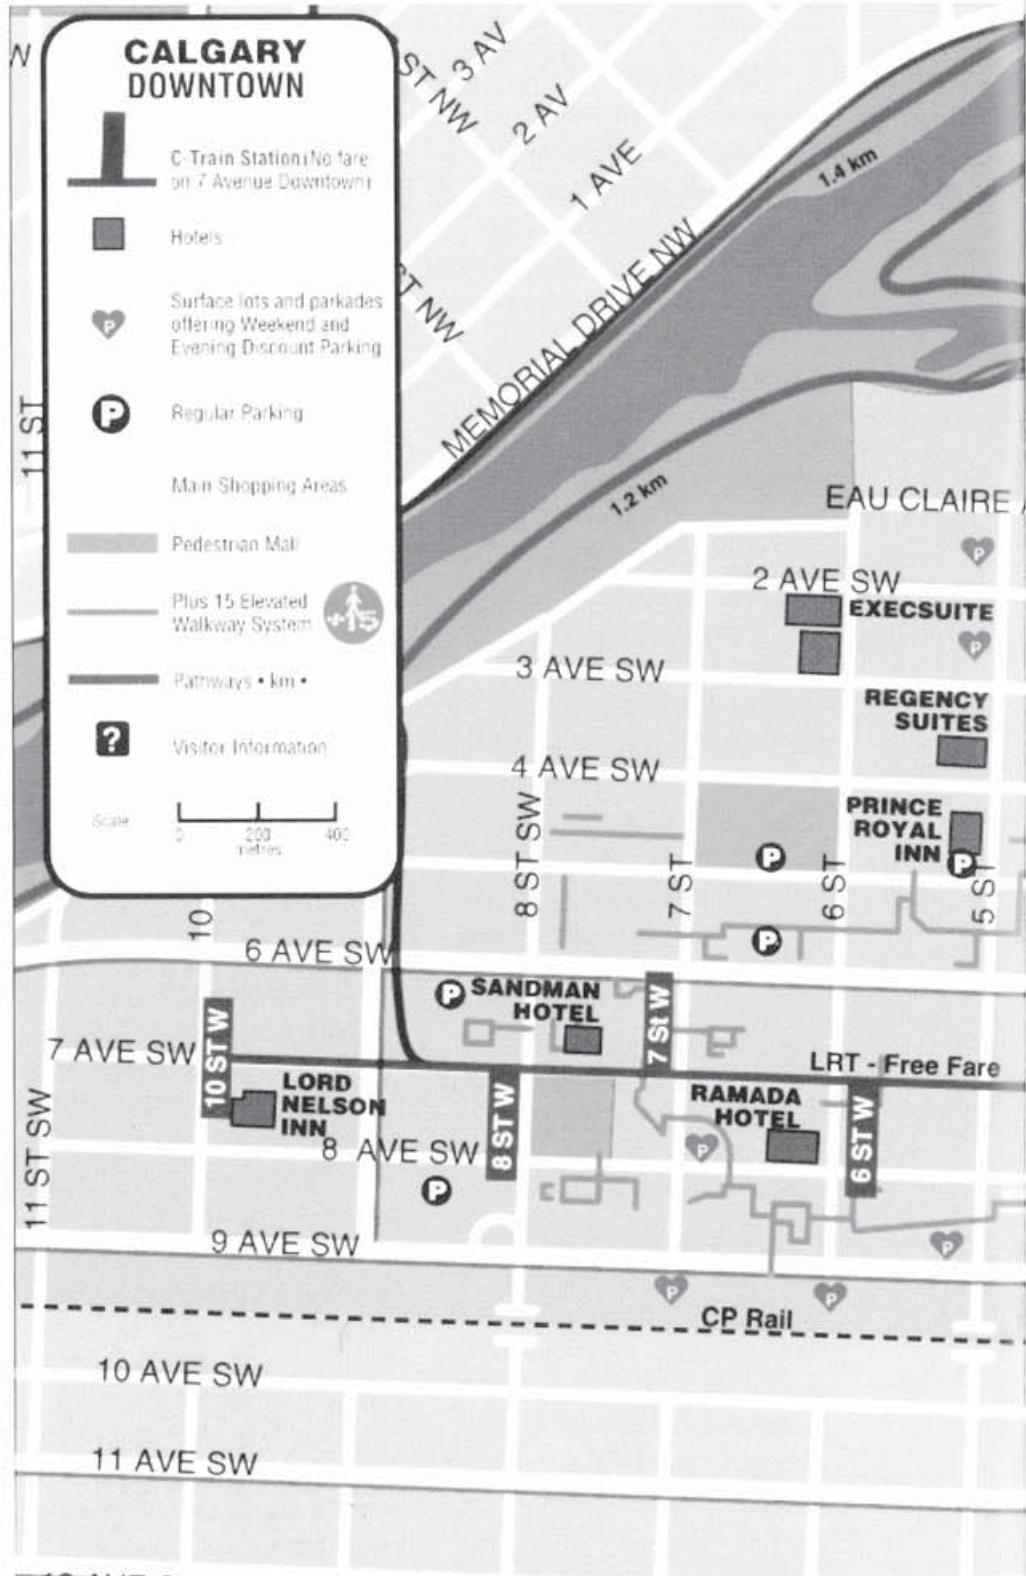 CALGARY
DOWNTOWN
C-Train Station (No fare
on 7 Avenue Downtown)
Hotels
P
Surface lots and parkades
offering Weekend and
Evening Discount Parking
P
Regular Parking
Main Shopping Areas
Pedestrian Mall
Plus 15 Elevated
Walkway System
+15
Pathways • km •
?
Visitor Information
Scale
0 200 400
metres
W
ST NW
3 AV
2 AV
1 AVE
ST NW
MEMORIAL DRIVE NW
1.4 km
1.2 km
11 ST
EAU CLAIRE
P
2 AVE SW
EXECSUITE
P
3 AVE SW
REGENCY
SUITES
4 AVE SW
PRINCE
ROYAL
INN
P
P
8 ST SW
7 ST
6 ST
5 ST
10
P
6 AVE SW
P
SANDMAN
HOTEL
7 St W
7 AVE SW
10 ST W
LRT - Free Fare
LORD
NELSON
INN
8 ST W
RAMADA
HOTEL
6 ST W
11 ST SW
8 AVE SW
P
P
9 AVE SW
P
P
P
CP Rail
10 AVE SW
11 AVE SW